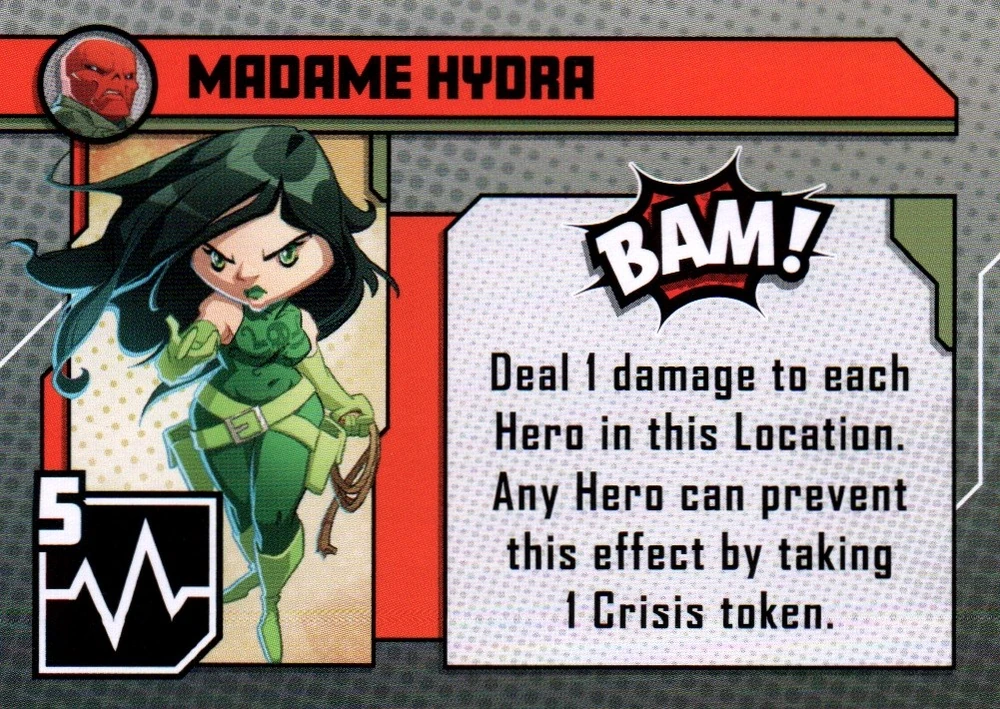 MADAME HYDRA
BAM!
Deal 1 damage to each
Hero in this Location.
Any Hero can prevent
this effect by taking
1 Crisis token.
5